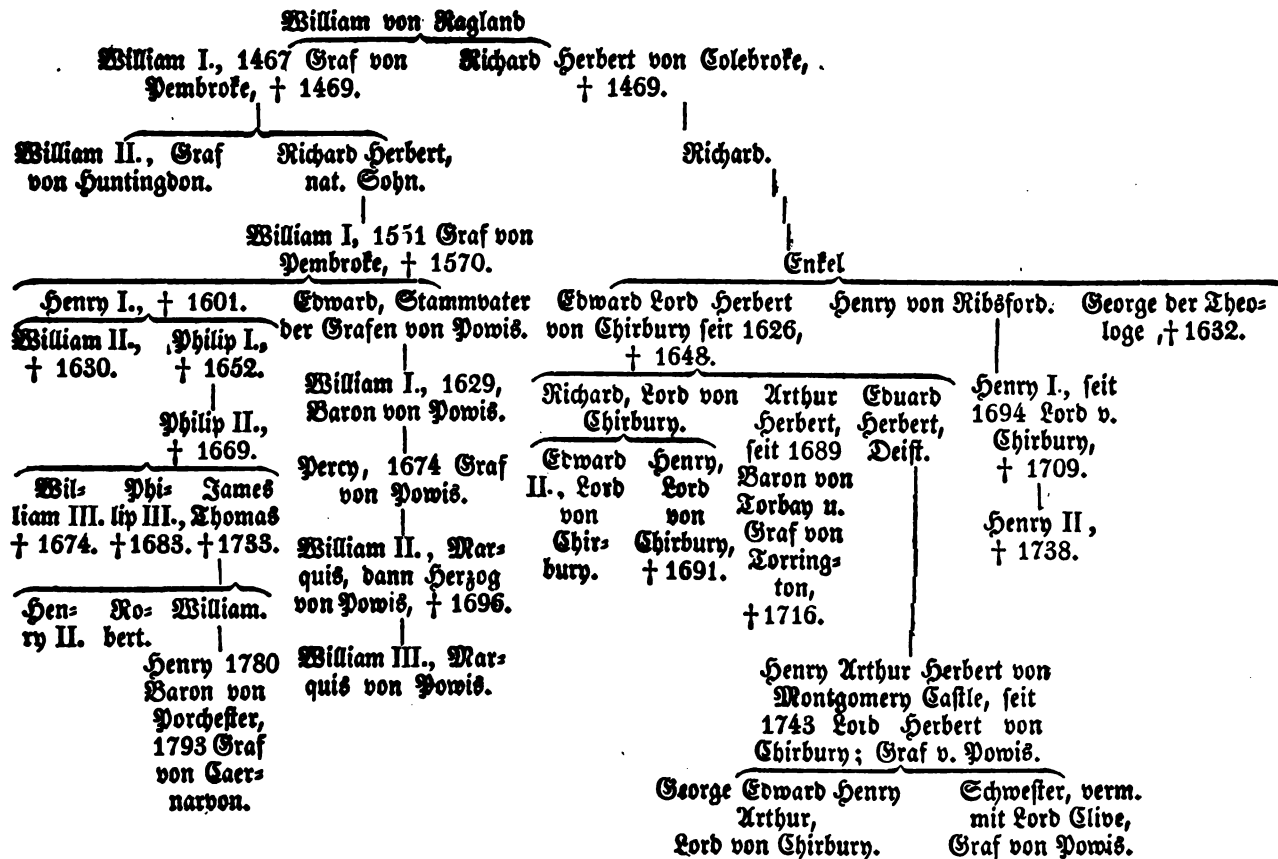 William von Ragland
William I., 1467 Graf von
Pembroke, † 1469.
Richard Herbert von Colebroke,
† 1469.
William II., Graf
von Huntingdon.
Richard Herbert,
nat. Sohn.
Richard.
William I, 1551 Graf von
Pembroke, † 1570.
Enkel
Henry I., † 1601.
Edward, Stammvater
der Grafen von Powis.
Edward Lord Herbert
von Chirbury seit 1626,
† 1648.
Henry von Ribsford.
George der Theo-
loge, † 1632.
William II.,
† 1630.
Philip I.,
† 1652.
William I., 1629,
Baron von Powis.
Richard, Lord von
Chirbury.
Arthur
Herbert,
seit 1689
Baron von
Torbay u.
Graf von
Torring-
ton,
† 1716.
Eduard
Herbert,
Deist.
Henry I., seit
1694 Lord v.
Chirbury,
† 1709.
Philip II.,
† 1669.
Percy, 1674 Graf
von Powis.
Edward
II., Lord
von
Chir-
bury.
Henry,
Lord
von
Chirbury,
† 1691.
Henry II,
† 1738.
Wil-
liam III.
† 1674.
Phi-
lip III.,
† 1683.
James
Thomas
† 1733.
William II., Mar-
quis, dann Herzog
von Powis, † 1696.
Hen-
ry II.
Ro-
bert.
William.
Henry 1780
Baron von
Porchester,
1793 Graf
von Caer-
narvon.
William III., Mar-
quis von Powis.
Henry Arthur Herbert von
Montgomery Castle, seit
1743 Lord Herbert von
Chirbury; Graf v. Powis.
George Edward Henry
Arthur,
Lord von Chirbury.
Schwester, verm.
mit Lord Clive,
Graf von Powis.